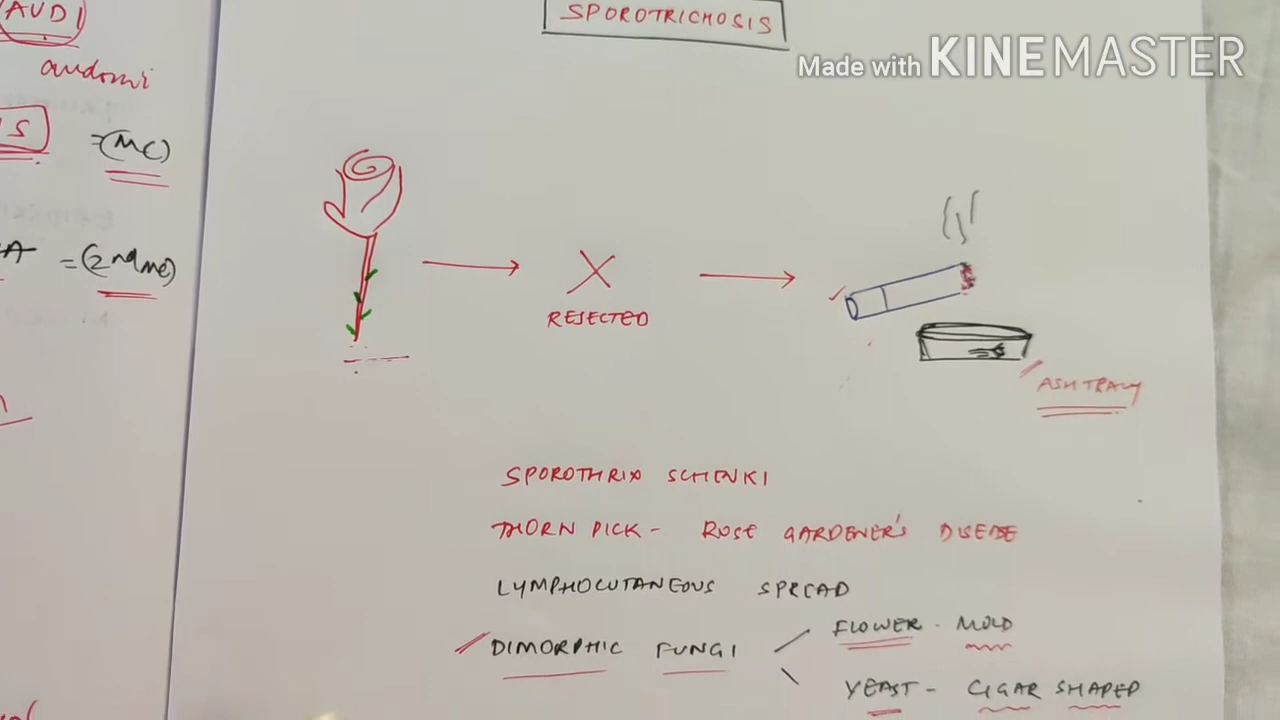 AUDI
SPOROTRICHOSIS
Made with KINEMASTER
= (MC)
= (2nd MC)
REJECTED
ASH TRAY
SPOROTHRIX SCHENKI
THORN PICK - ROSE GARDENER'S DISEASE
LYMPHOCUTANEOUS SPREAD
DIMORPHIC FUNGI
FLOWER - MOLD
YEAST - CIGAR SHAPED